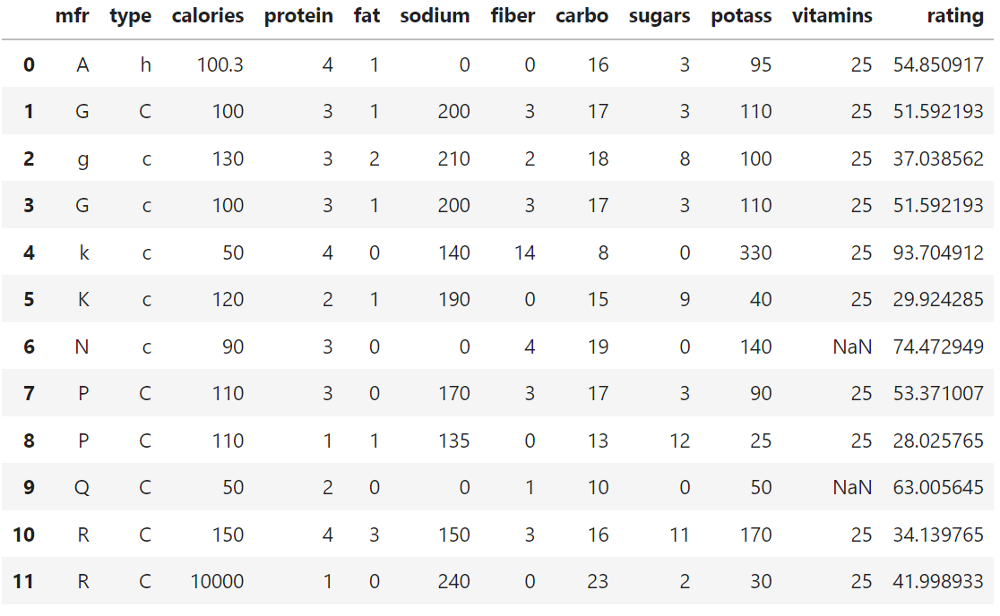 mfr type calories protein fat sodium fiber carbo sugars potass vitamins rating
0 A h 100.3 4 1 0 0 16 3 95 25 54.850917
1 G C 100 3 1 200 3 17 3 110 25 51.592193
2 g c 130 3 2 210 2 18 8 100 25 37.038562
3 G c 100 3 1 200 3 17 3 110 25 51.592193
4 k c 50 4 0 140 14 8 0 330 25 93.704912
5 K c 120 2 1 190 0 15 9 40 25 29.924285
6 N c 90 3 0 0 4 19 0 140 NaN 74.472949
7 P C 110 3 0 170 3 17 3 90 25 53.371007
8 P C 110 1 1 135 0 13 12 25 25 28.025765
9 Q C 50 2 0 0 1 10 0 50 NaN 63.005645
10 R C 150 4 3 150 3 16 11 170 25 34.139765
11 R C 10000 1 0 240 0 23 2 30 25 41.998933